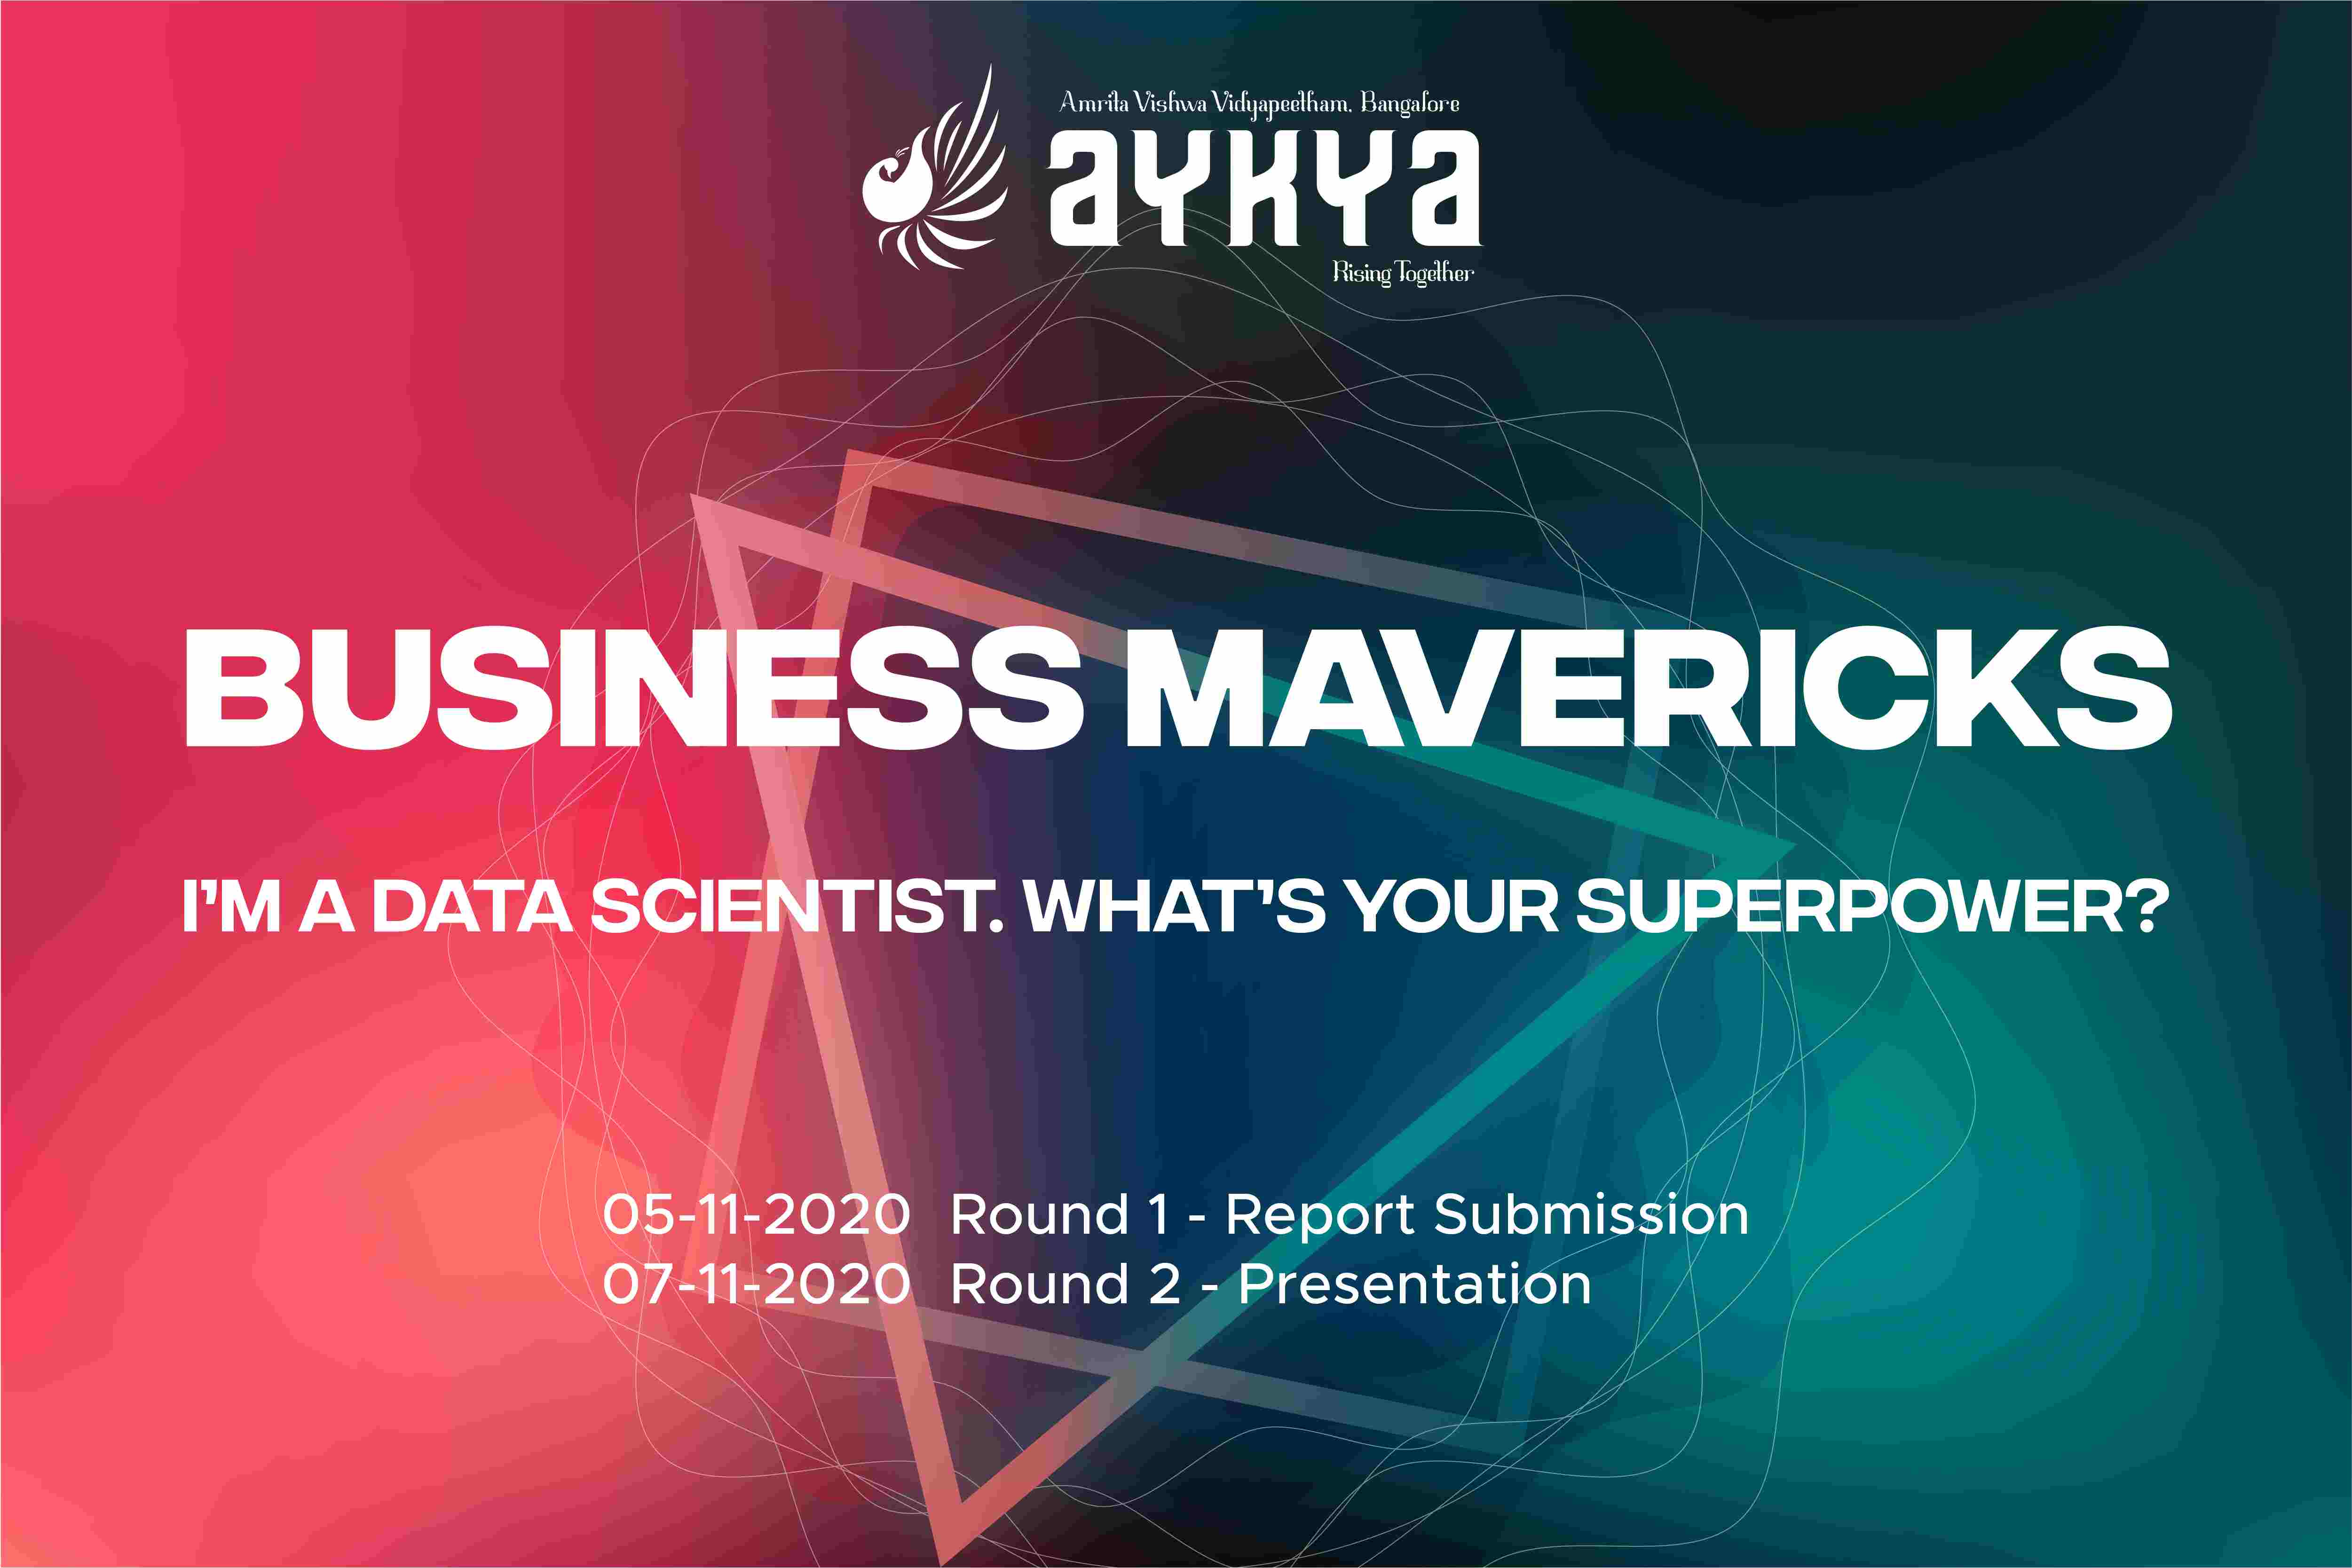 Amrita Vishwa Vidyapeetham, Bangalore
aYKYa
Rising Together
BUSINESS MAVERICKS
I'M A DATA SCIENTIST. WHAT'S YOUR SUPERPOWER?
05-11-2020 Round 1 - Report Submission
07-11-2020 Round 2 - Presentation